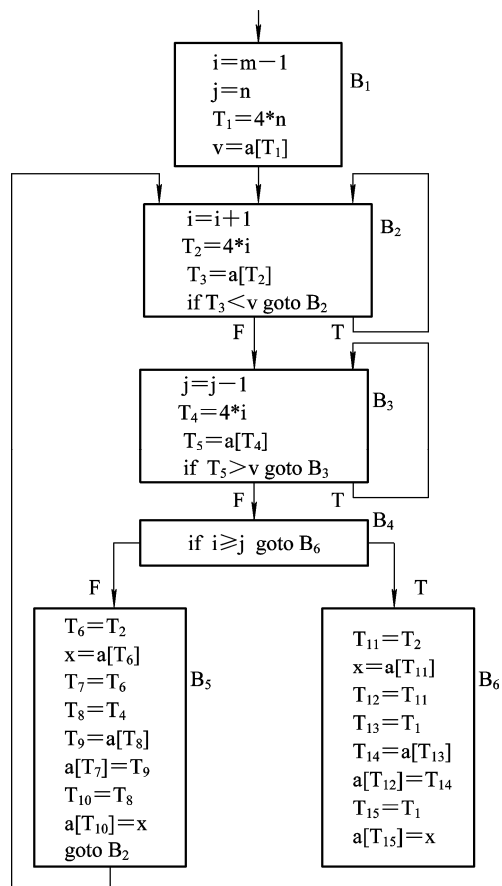 i=m−1
j=n
T₁=4*n
v=a[T₁]
B₁
i=i+1
T₂=4*i
T₃=a[T₂]
if T₃<v goto B₂
B₂
F
T
j=j−1
T₄=4*i
T₅=a[T₄]
if T₅>v goto B₃
B₃
F
T
if i≥j goto B₆
B₄
F
T
T₆=T₂
x=a[T₆]
T₇=T₆
T₈=T₄
T₉=a[T₈]
a[T₇]=T₉
T₁₀=T₈
a[T₁₀]=x
goto B₂
B₅
T₁₁=T₂
x=a[T₁₁]
T₁₂=T₁₁
T₁₃=T₁
T₁₄=a[T₁₃]
a[T₁₂]=T₁₄
T₁₅=T₁
a[T₁₅]=x
B₆